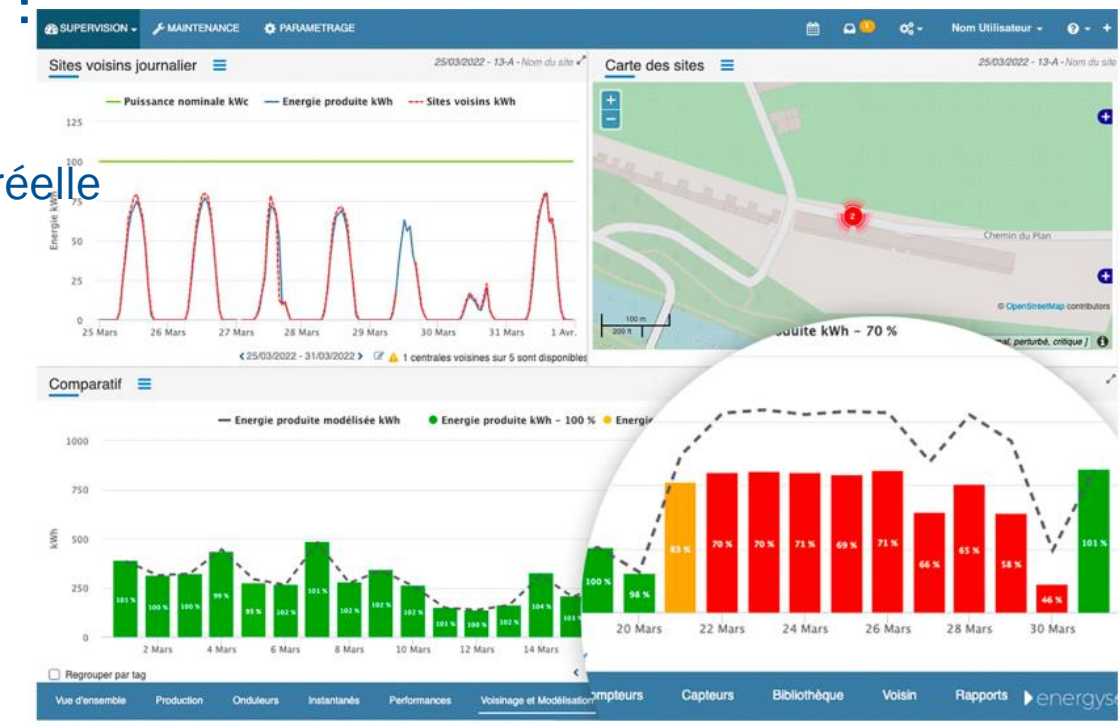 :
réelle
SUPERVISION MAINTENANCE PARAMETRAGE 1 Nom Utilisateur ? +
Sites voisins journalier 25/03/2022 - 13-A - Nom du site
Puissance nominale kWc Energie produite kWh Sites voisins kWh
Energie kWh
125
100
75
50
25
0
25 Mars 26 Mars 27 Mars 28 Mars 29 Mars 30 Mars 31 Mars 1 Avr.
25/03/2022 - 31/03/2022 1 centrales voisines sur 5 sont disponibles
Carte des sites 25/03/2022 - 13-A - Nom du site
+
−
+
2
Chemin du Plan
+
100 m
200 ft
© OpenStreetMap contributors
perturbé, critique ]
Comparatif
Energie produite modélisée kWh Energie produite kWh - 100 % Energie
kWh
1000
750
500
250
0
101 % 100 % 100 % 99 % 95 % 102 % 101 % 102 % 102 % 102 % 101 % 100 % 102 % 104 % 101
2 Mars 4 Mars 6 Mars 8 Mars 10 Mars 12 Mars 14 Mars
Regrouper par tag
kWh - 70 %
100 % 98 % 83 % 70 % 70 % 71 % 69 % 71 % 66 % 65 % 58 % 46 % 101 %
20 Mars 22 Mars 24 Mars 26 Mars 28 Mars 30 Mars
Vue d'ensemble Production Onduleurs Instantanés Performances Voisinage et Modélisation ompteurs Capteurs Bibliothèque Voisin Rapports energyse